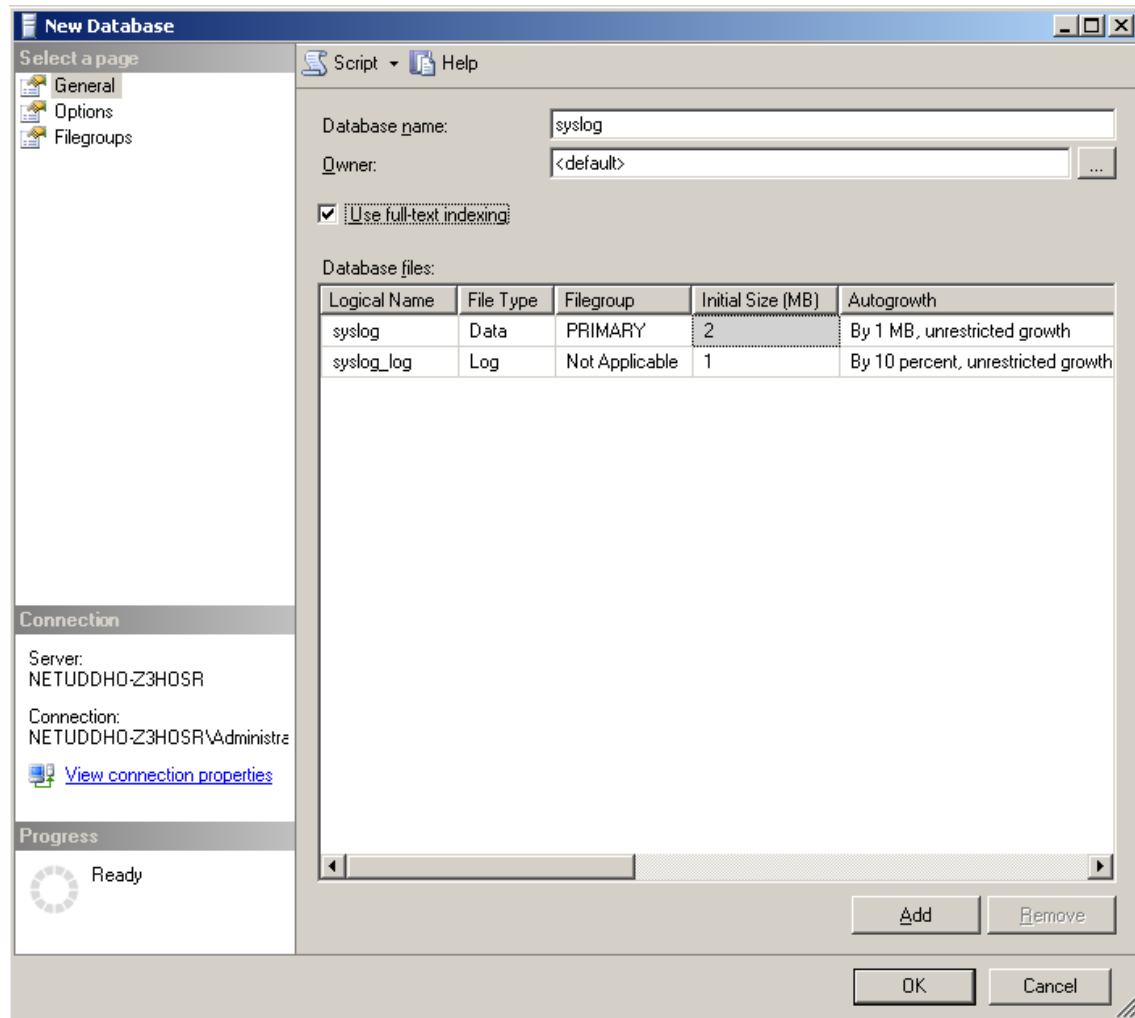 New Database
Select a page
General
Options
Filegroups
Script Help
Database name: syslog
Owner: <default> ...
Use full-text indexing
Database files:
Logical Name File Type Filegroup Initial Size (MB) Autogrowth
syslog Data PRIMARY 2 By 1 MB, unrestricted growth
syslog_log Log Not Applicable 1 By 10 percent, unrestricted growth
Connection
Server:
NETUDDHO-Z3HOSR
Connection:
NETUDDHO-Z3HOSR\Administra
View connection properties
Progress
Ready
Add Remove
OK Cancel